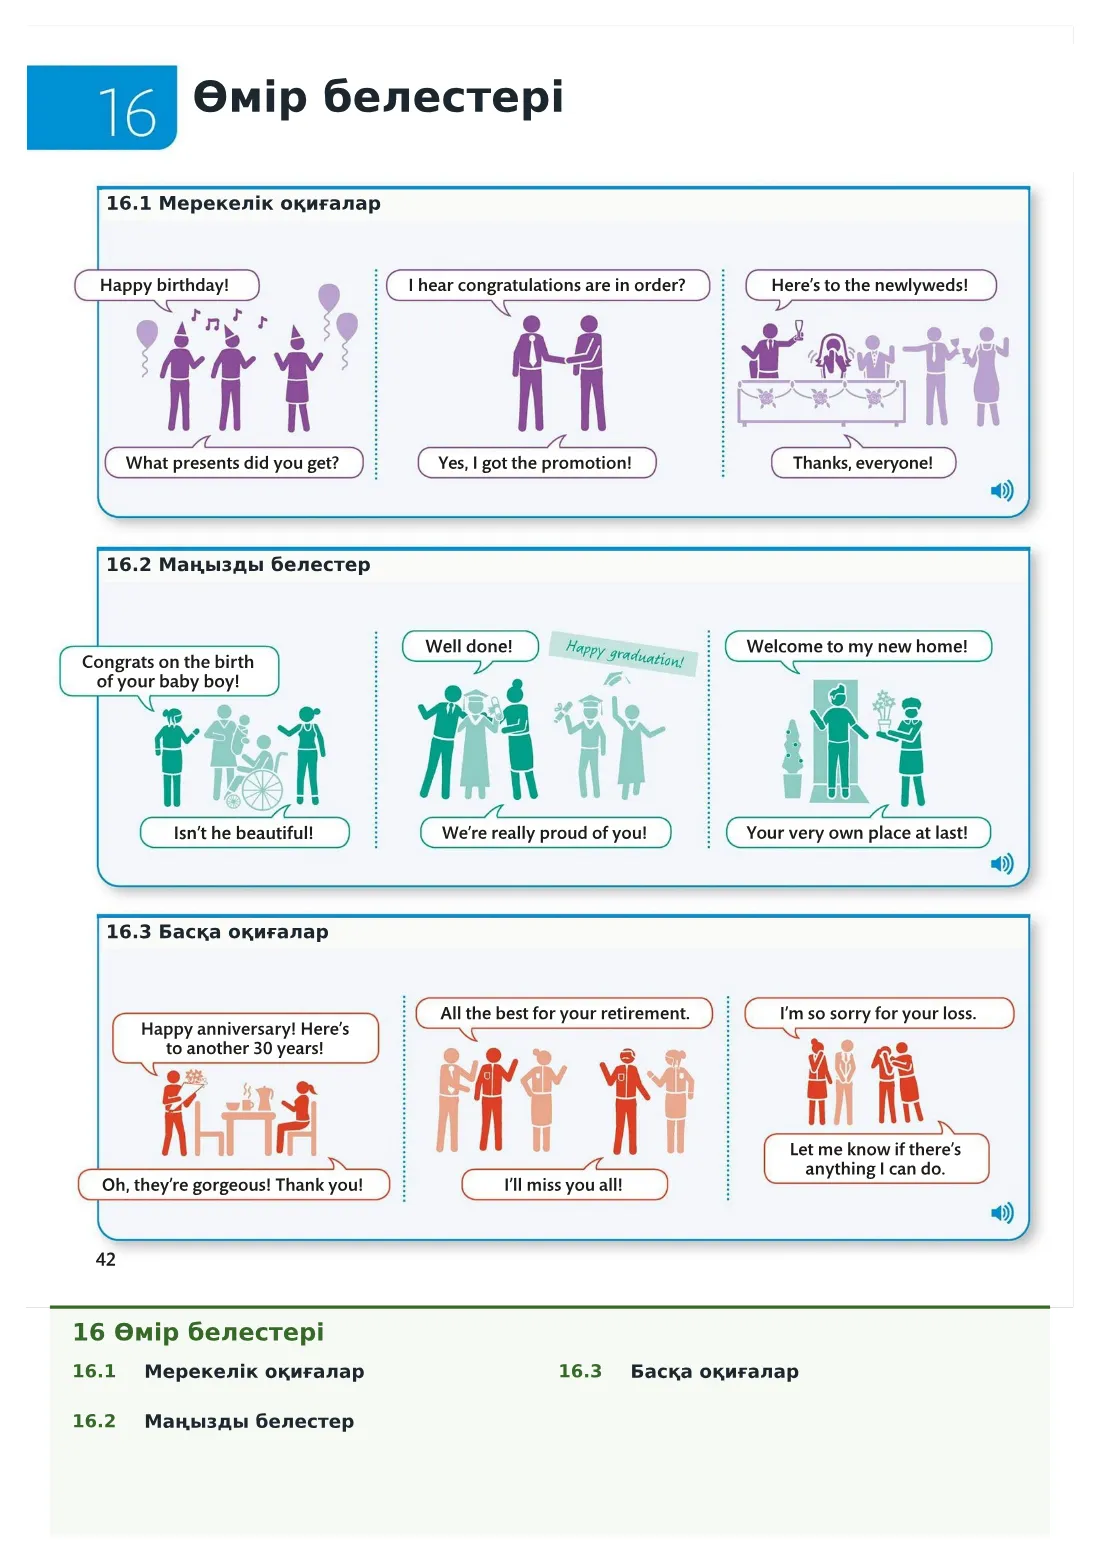 16
Өмір белестері
16.1 Мерекелік оқиғалар
Happy birthday!
What presents did you get?
I hear congratulations are in order?
Yes, I got the promotion!
Here's to the newlyweds!
Thanks, everyone!
16.2 Маңызды белестер
Congrats on the birth
of your baby boy!
Isn't he beautiful!
Well done!
Happy graduation!
We're really proud of you!
Welcome to my new home!
Your very own place at last!
16.3 Басқа оқиғалар
Happy anniversary! Here's
to another 30 years!
Oh, they're gorgeous! Thank you!
All the best for your retirement.
I'll miss you all!
I'm so sorry for your loss.
Let me know if there's
anything I can do.
42
16 Өмір белестері
16.1 Мерекелік оқиғалар
16.2 Маңызды белестер
16.3 Басқа оқиғалар